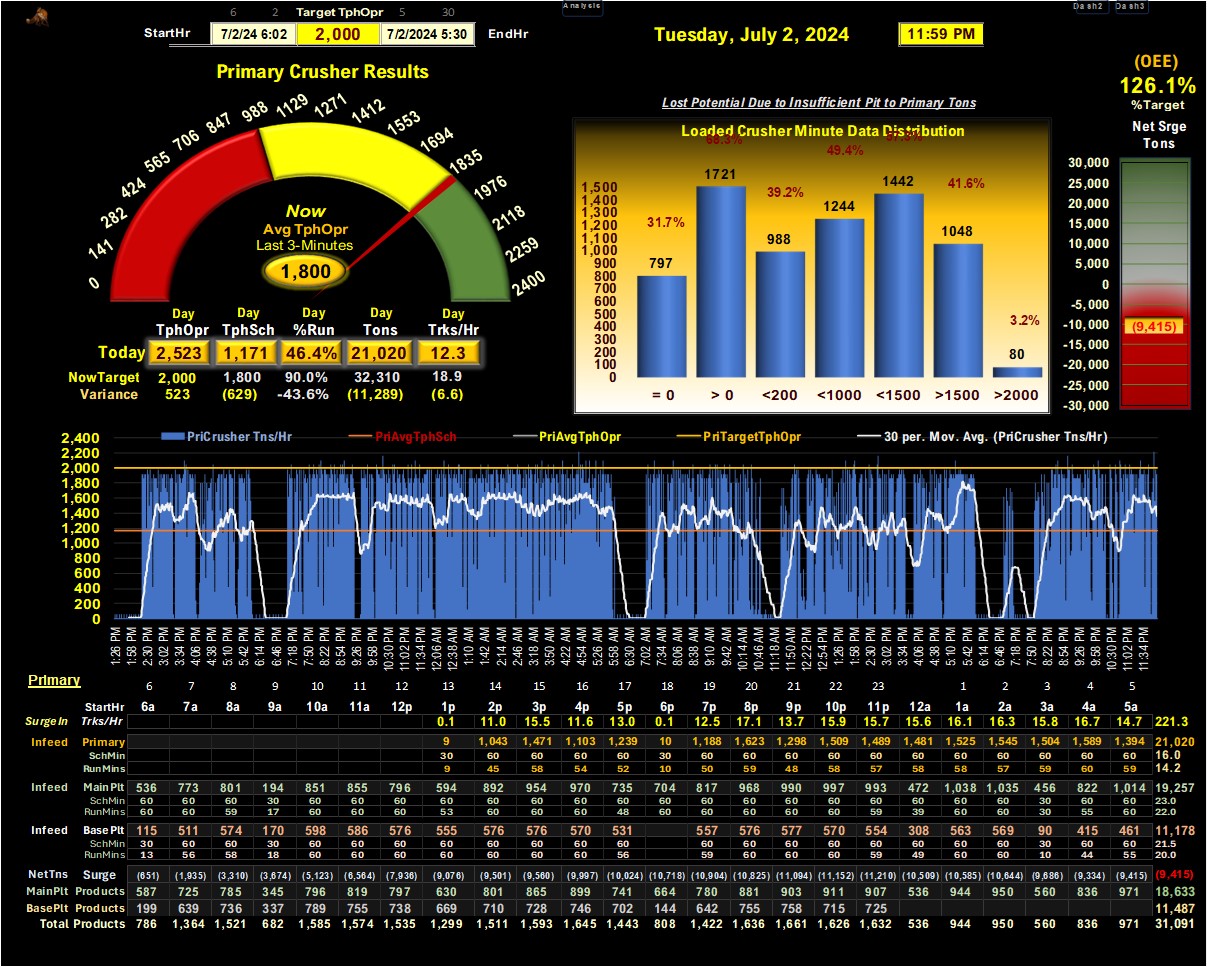 6 2 Target TphOpr 5 30
StartHr 7/2/24 6:02 2,000 7/2/2024 5:30 EndHr
Analysis
Tuesday, July 2, 2024
11:59 PM
Dash2 Dash3
(OEE)
126.1%
%Target
Net Srge
Tons
Primary Crusher Results
0 141 282 424 565 706 847 988 1129 1271 1412 1553 1694 1835 1976 2118 2259 2400
Now
Avg TphOpr
Last 3-Minutes
1,800
Day Day Day Day Day
TphOpr TphSch %Run Tons Trks/Hr
Today 2,523 1,171 46.4% 21,020 12.3
NowTarget 2,000 1,800 90.0% 32,310 18.9
Variance 523 (629) -43.6% (11,289) (6.6)
Lost Potential Due to Insufficient Pit to Primary Tons
Loaded Crusher Minute Data Distribution
1,500
1,400
1,300
1,200
1,100
1,000
900
800
700
600
500
400
300
200
100
0
31.7% 68.3% 39.2% 49.4% 41.6% 3.2%
797 1721 988 1244 1442 1048 80
= 0 > 0 <200 <1000 <1500 >1500 >2000
30,000
25,000
20,000
15,000
10,000
5,000
0
-5,000
-10,000
-15,000
-20,000
-25,000
-30,000
(9,415)
PriCrusher Tns/Hr PriAvgTphSch PriAvgTphOpr PriTargetTphOpr 30 per. Mov. Avg. (PriCrusher Tns/Hr)
2,400
2,200
2,000
1,800
1,600
1,400
1,200
1,000
800
600
400
200
0
1:26 PM 1:58 PM 2:30 PM 3:02 PM 3:34 PM 4:06 PM 4:38 PM 5:10 PM 5:42 PM 6:14 PM 6:46 PM 7:18 PM 7:50 PM 8:22 PM 8:54 PM 9:26 PM 9:58 PM 10:30 PM 11:02 PM 11:34 PM 12:06 AM 12:38 AM 1:10 AM 1:42 AM 2:14 AM 2:46 AM 3:18 AM 3:50 AM 4:22 AM 4:54 AM 5:26 AM 5:58 AM 6:30 AM 7:02 AM 7:34 AM 8:06 AM 8:38 AM 9:10 AM 9:42 AM 10:14 AM 10:46 AM 11:18 AM 11:50 AM 12:22 PM 12:54 PM 1:26 PM 1:58 PM 2:30 PM 3:02 PM 3:34 PM 4:06 PM 4:38 PM 5:10 PM 5:42 PM 6:14 PM 6:46 PM 7:18 PM 7:50 PM 8:22 PM 8:54 PM 9:26 PM 9:58 PM 10:30 PM 11:02 PM 11:34 PM
Primary
6 7 8 9 10 11 12 13 14 15 16 17 18 19 20 21 22 23 1 2 3 4 5
StartHr 6a 7a 8a 9a 10a 11a 12p 1p 2p 3p 4p 5p 6p 7p 8p 9p 10p 11p 12a 1a 2a 3a 4a 5a
SurgeIn Trks/Hr 0.1 11.0 15.5 11.6 13.0 0.1 12.5 17.1 13.7 15.9 15.7 15.6 16.1 16.3 15.8 16.7 14.7 221.3
Infeed Primary 9 1,043 1,471 1,103 1,239 10 1,188 1,623 1,298 1,509 1,489 1,481 1,525 1,545 1,504 1,589 1,394 21,020
SchMin 30 60 60 60 60 30 60 60 60 60 60 60 60 60 60 60 60 16.0
RunMins 9 45 58 54 52 10 50 59 48 58 57 58 58 57 59 60 59 14.2
Infeed MainPlt 536 773 801 194 851 855 796 594 892 954 970 735 704 817 968 990 997 993 472 1,038 1,035 456 822 1,014 19,257
SchMin 60 60 60 30 60 60 60 60 60 60 60 60 60 60 60 60 60 60 60 60 60 30 60 60 23.0
RunMins 60 60 59 17 60 60 60 53 60 60 60 48 60 60 60 60 60 59 39 60 60 30 55 60 22.0
Infeed BasePlt 115 511 574 170 598 586 576 555 576 576 570 531 557 576 577 570 554 308 563 569 90 415 461 11,178
SchMin 30 60 60 30 60 60 60 60 60 60 60 60 60 60 60 60 60 60 60 60 30 60 60 21.5
RunMins 13 56 58 18 60 60 60 60 60 60 60 56 59 60 60 60 59 49 60 60 10 44 55 20.0
NetTns Surge (651) (1,935) (3,310) (3,674) (5,123) (6,564) (7,936) (9,076) (9,501) (9,560) (9,997) (10,024) (10,718) (10,904) (10,825) (11,094) (11,152) (11,210) (10,509) (10,585) (10,644) (9,686) (9,334) (9,415) (9,415)
MainPlt Products 587 725 785 345 796 819 797 630 801 865 899 741 664 780 881 903 911 907 536 944 950 560 836 971 18,633
BasePlt Products 199 639 736 337 789 755 738 669 710 728 746 702 144 642 755 758 715 725 11,487
Total Products 786 1,364 1,521 682 1,585 1,574 1,535 1,299 1,511 1,593 1,645 1,443 808 1,422 1,636 1,661 1,626 1,632 536 944 950 560 836 971 31,091